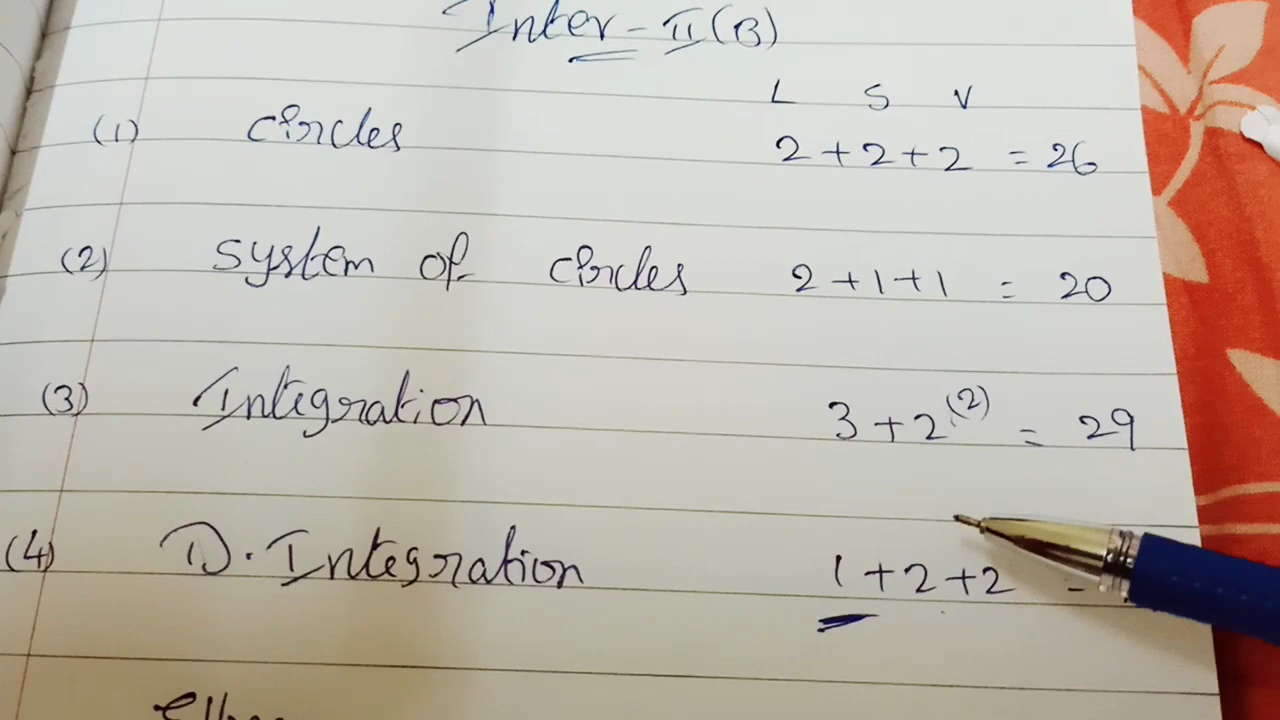 Inter - II (B)
L S V
(1) circles 2 + 2 + 2 = 26
(2) system of circles 2 + 1 + 1 = 20
(3) Integration 3 + 2 (2) = 29
(4) D. Integration 1 + 2 + 2 =